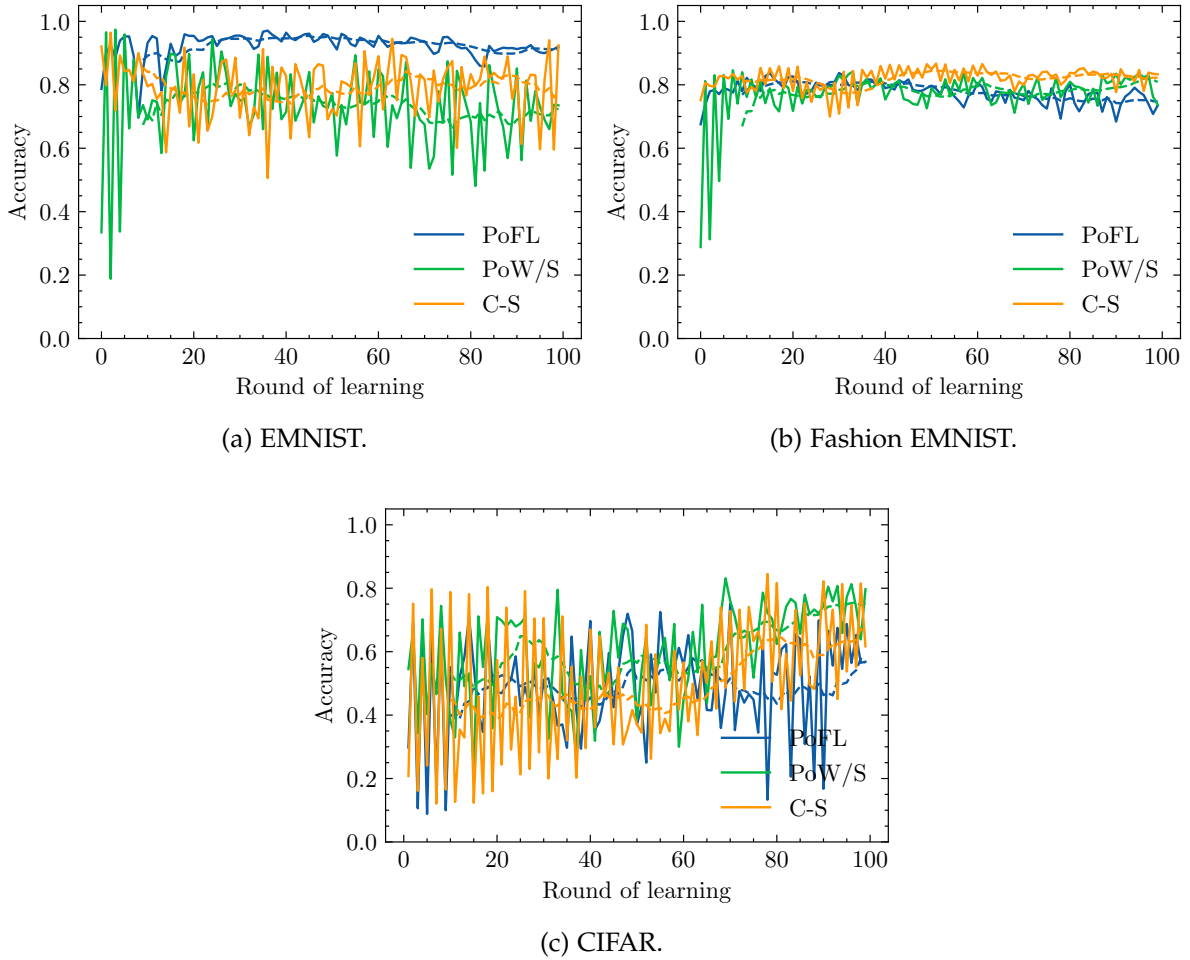 1.0
0.8
0.6
0.4
0.2
0.0
Accuracy
PoFL
PoW/S
C-S
0 20 40 60 80 100
Round of learning
(a) EMNIST.
1.0
0.8
0.6
0.4
0.2
0.0
Accuracy
PoFL
PoW/S
C-S
0 20 40 60 80 100
Round of learning
(b) Fashion EMNIST.
1.0
0.8
0.6
0.4
0.2
0.0
Accuracy
PoFL
PoW/S
C-S
0 20 40 60 80 100
Round of learning
(c) CIFAR.